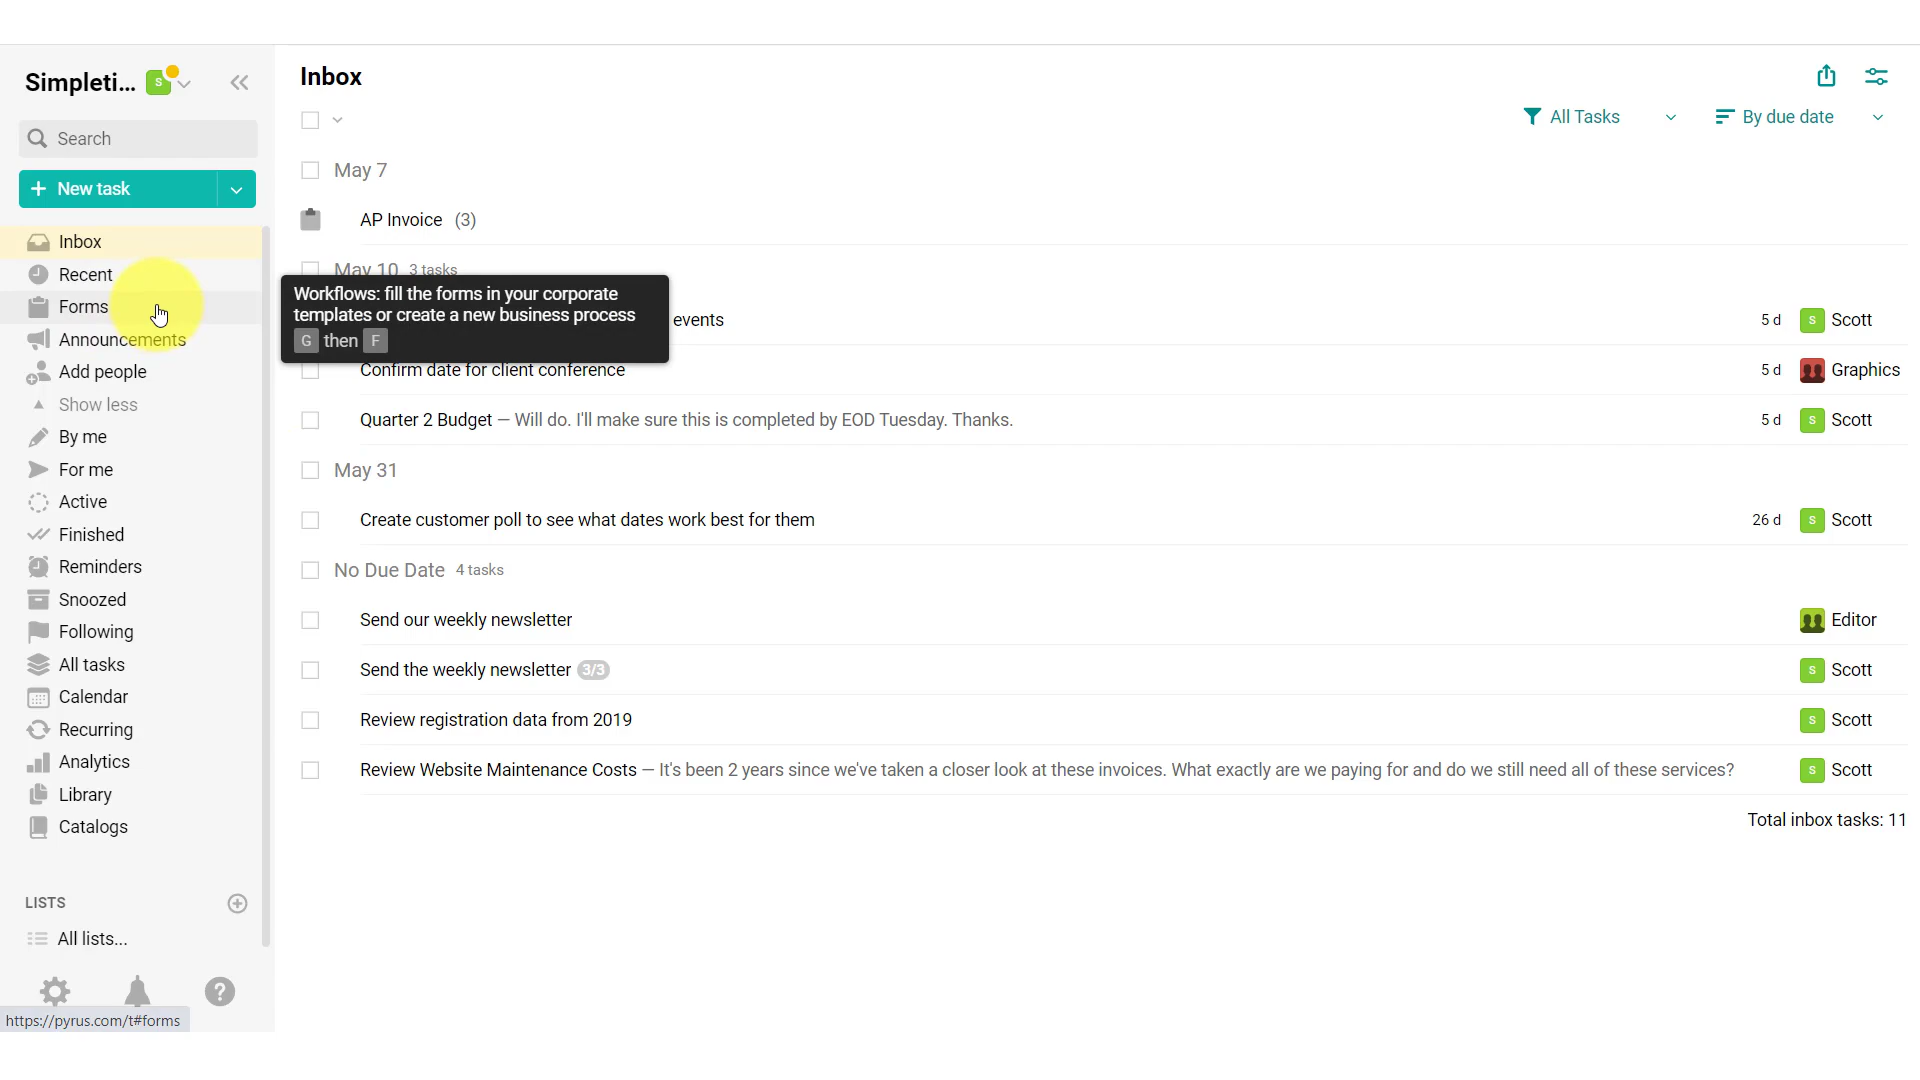 Simpleti... S
Search
New task
Inbox
Recent
Forms
Announcements
Add people
Show less
By me
For me
Active
Finished
Reminders
Snoozed
Following
All tasks
Calendar
Recurring
Analytics
Library
Catalogs
LISTS
All lists...
?
https://pyrus.com/t#forms
Inbox
All Tasks
By due date
May 7
AP Invoice (3)
May 10 3 tasks
Workflows: fill the forms in your corporate
templates or create a new business process
G then F
events 5 d S Scott
Confirm date for client conference 5 d Graphics
Quarter 2 Budget – Will do. I'll make sure this is completed by EOD Tuesday. Thanks. 5 d S Scott
May 31
Create customer poll to see what dates work best for them 26 d S Scott
No Due Date 4 tasks
Send our weekly newsletter Editor
Send the weekly newsletter 3/3 S Scott
Review registration data from 2019 S Scott
Review Website Maintenance Costs – It's been 2 years since we've taken a closer look at these invoices. What exactly are we paying for and do we still need all of these services? S Scott
Total inbox tasks: 11